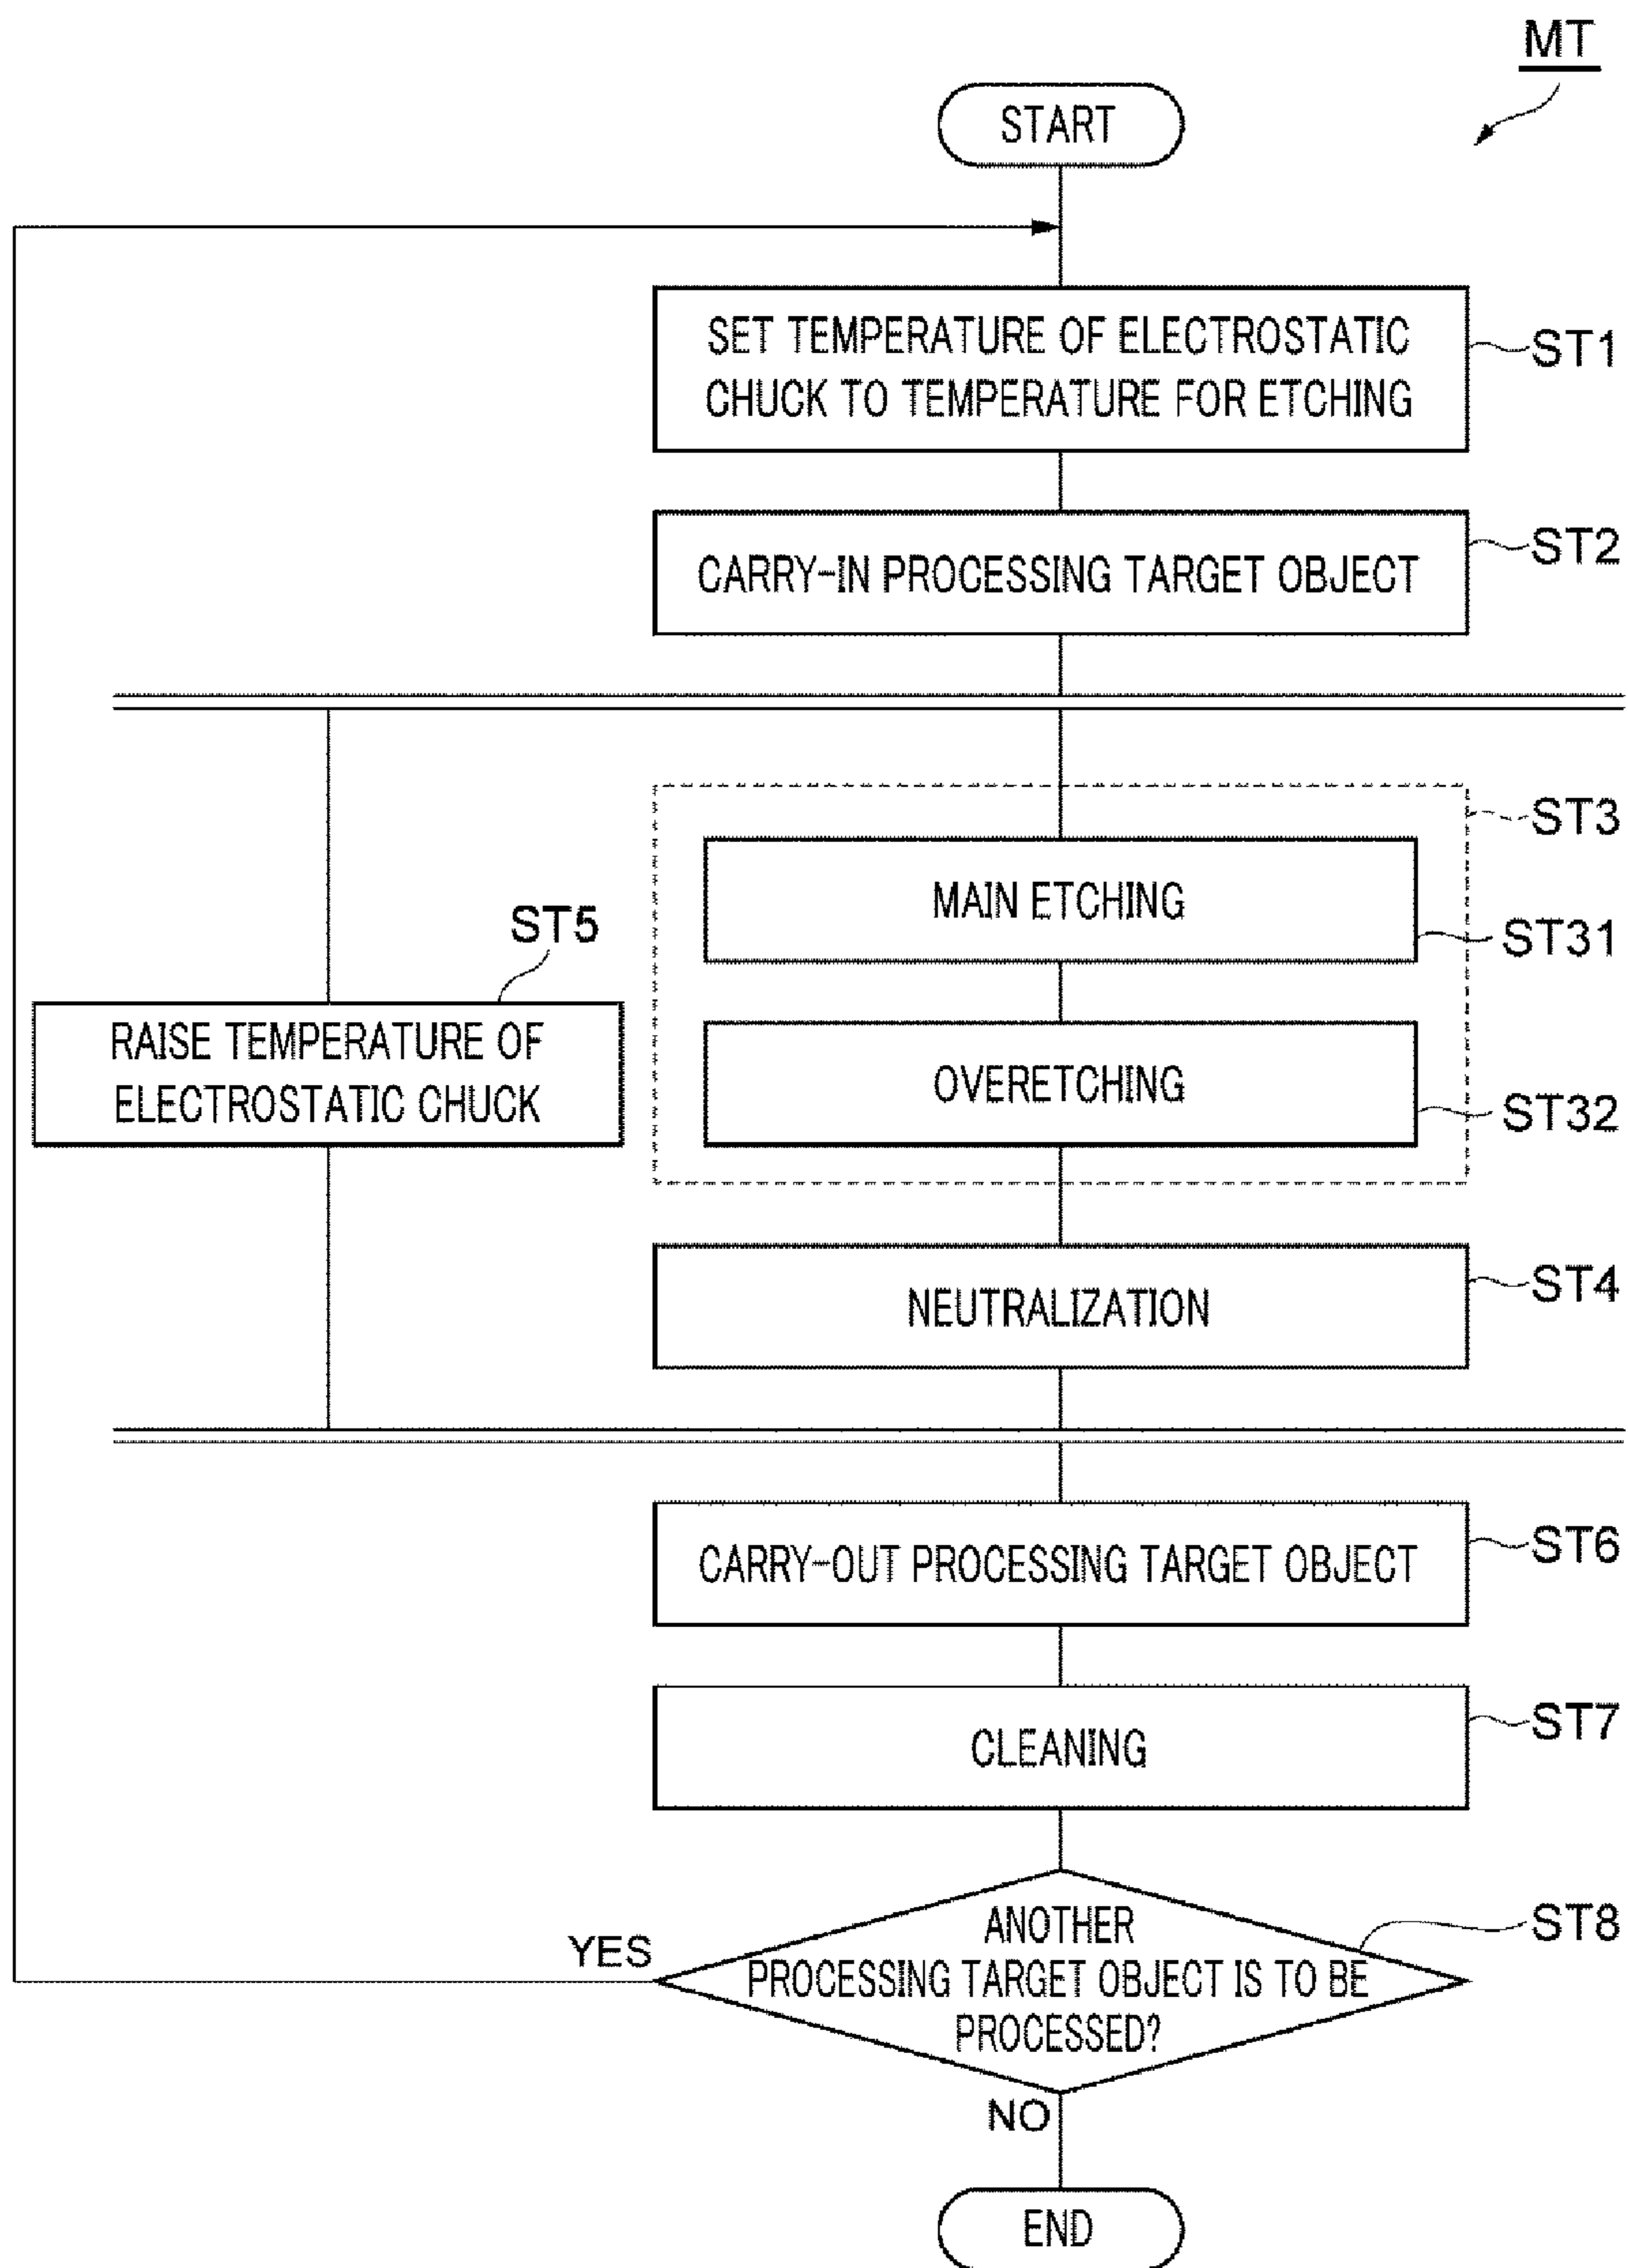 MT
START
SET TEMPERATURE OF ELECTROSTATIC
CHUCK TO TEMPERATURE FOR ETCHING
ST1
CARRY-IN PROCESSING TARGET OBJECT
ST2
ST3
MAIN ETCHING
ST31
ST5
RAISE TEMPERATURE OF
ELECTROSTATIC CHUCK
OVERETCHING
ST32
NEUTRALIZATION
ST4
CARRY-OUT PROCESSING TARGET OBJECT
ST6
CLEANING
ST7
ANOTHER
PROCESSING TARGET OBJECT IS TO BE
PROCESSED?
ST8
YES
NO
END